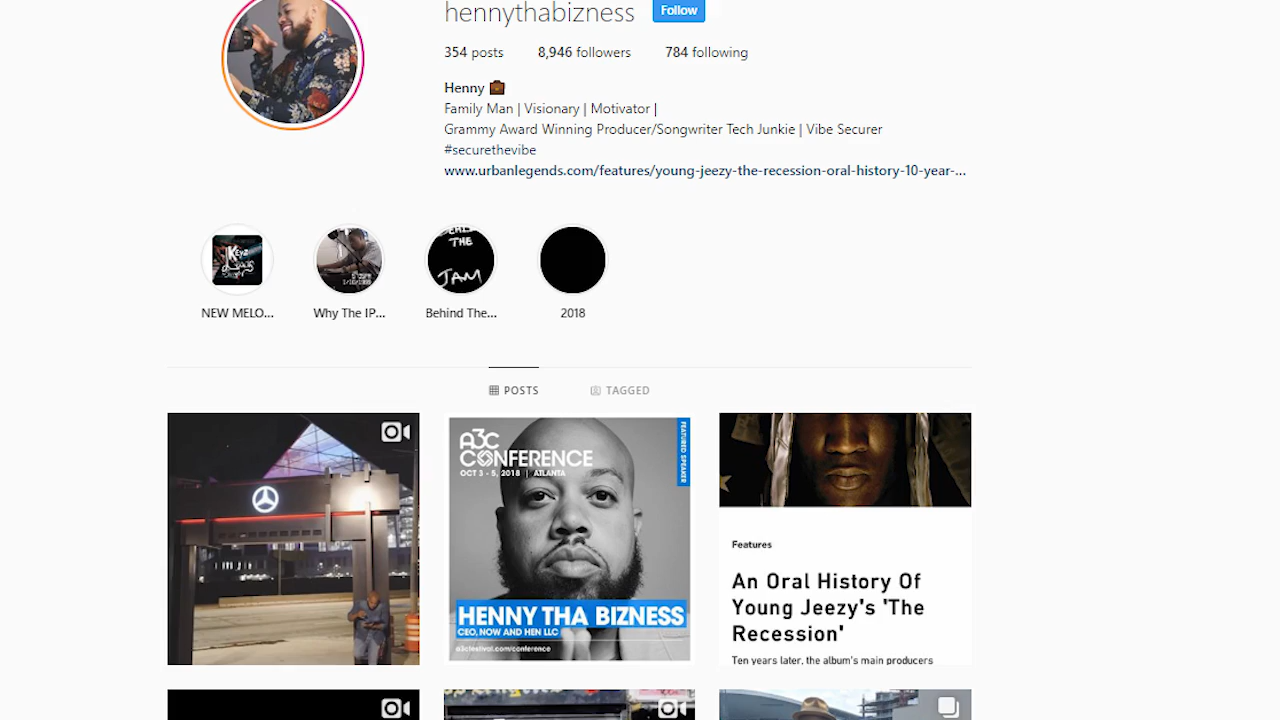 hennythabizness Follow
354 posts 8,946 followers 784 following
Henny
Family Man | Visionary | Motivator |
Grammy Award Winning Producer/Songwriter Tech Junkie | Vibe Securer
#securethevibe
www.urbanlegends.com/features/young-jeezy-the-recession-oral-history-10-year-...
KEYZ
THE
JAM
NEW MELO... Why The IP... Behind The... 2018
POSTS TAGGED
A3C
CONFERENCE
OCT 3 - 5, 2018 | ATLANTA
FEATURED SPEAKER
HENNY THA BIZNESS
CEO, NOW AND HEN LLC
a3cfestival.com/conference
Features
An Oral History Of
Young Jeezy's 'The
Recession'
Ten years later, the album's main producers